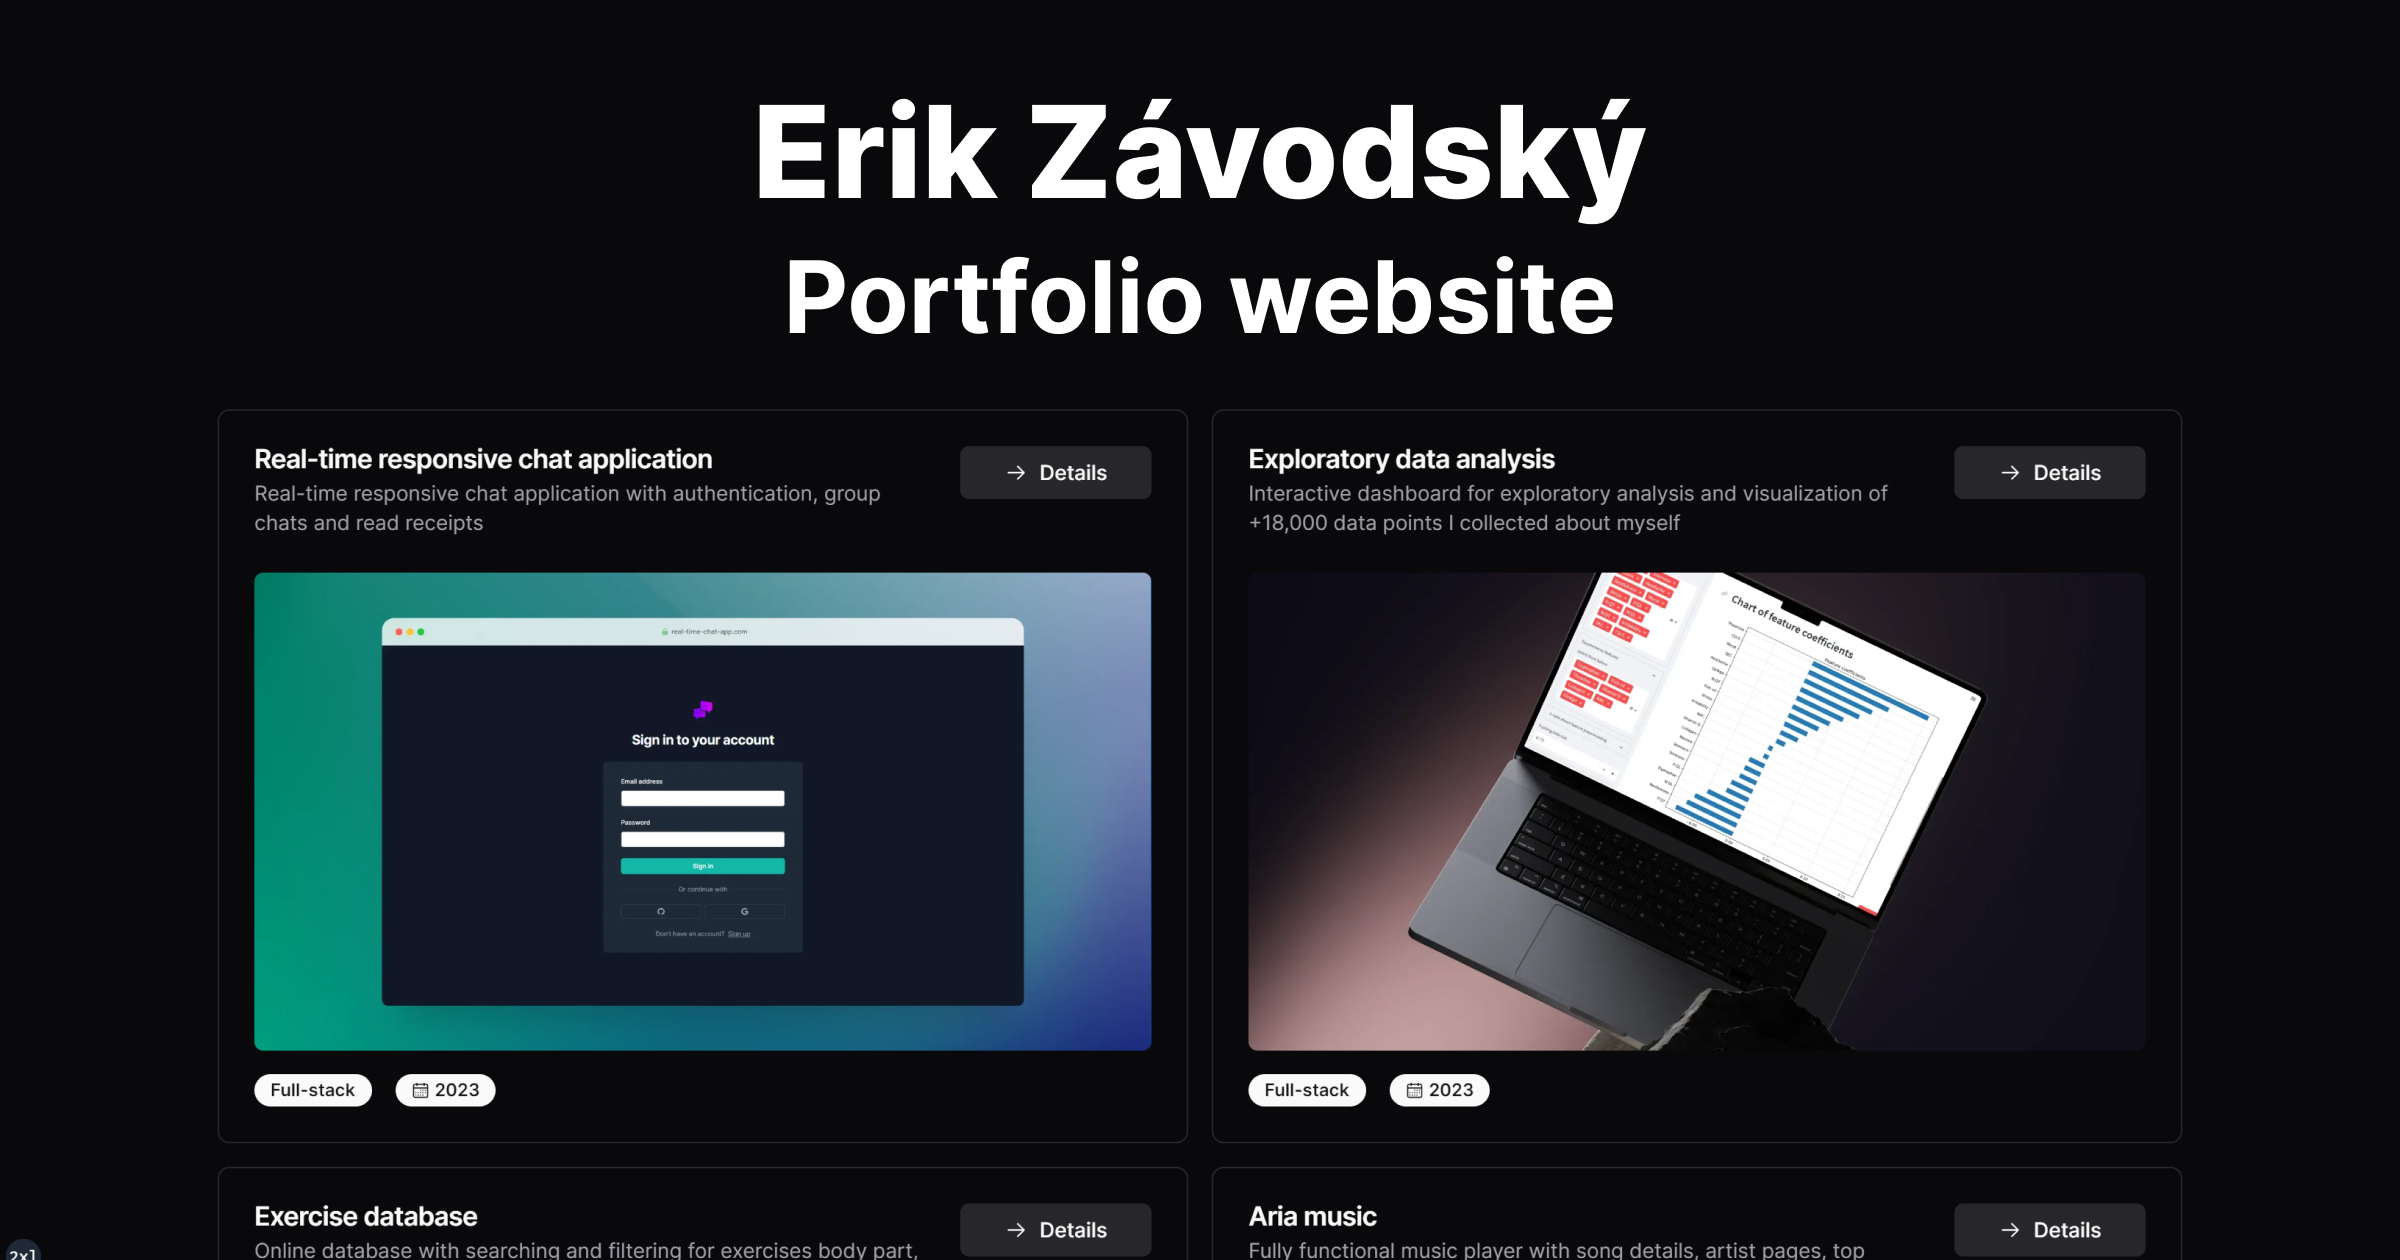 Erik Závodský
Portfolio website
Real-time responsive chat application
Details
Real-time responsive chat application with authentication, group
chats and read receipts
real-time-chat-app.com
Sign in to your account
Email address
Password
Sign in
Or continue with
Don't have an account? Sign up
Full-stack
2023
Exploratory data analysis
Details
Interactive dashboard for exploratory analysis and visualization of
+18,000 data points I collected about myself
Chart of feature coefficients
Feature coefficients
Full-stack
2023
Exercise database
Details
Online database with searching and filtering for exercises body part,
Aria music
Details
Fully functional music player with song details, artist pages, top
2xl